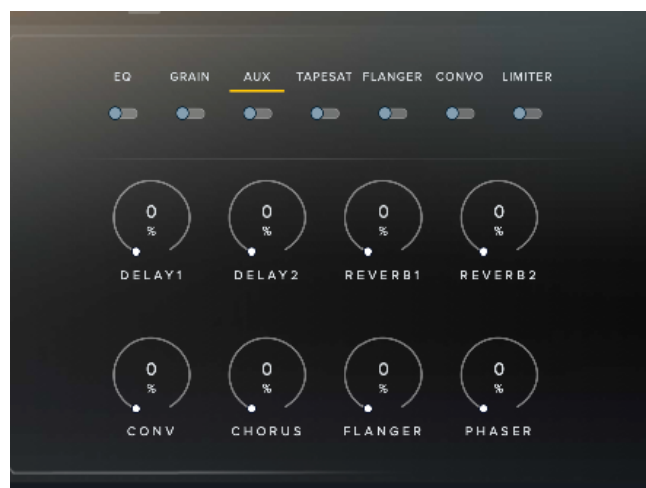 EQ GRAIN AUX TAPESAT FLANGER CONVO LIMITER
0 0 0 0
% % % %
DELAY1 DELAY2 REVERB1 REVERB2
0 0 0 0
% % % %
CONV CHORUS FLANGER PHASER